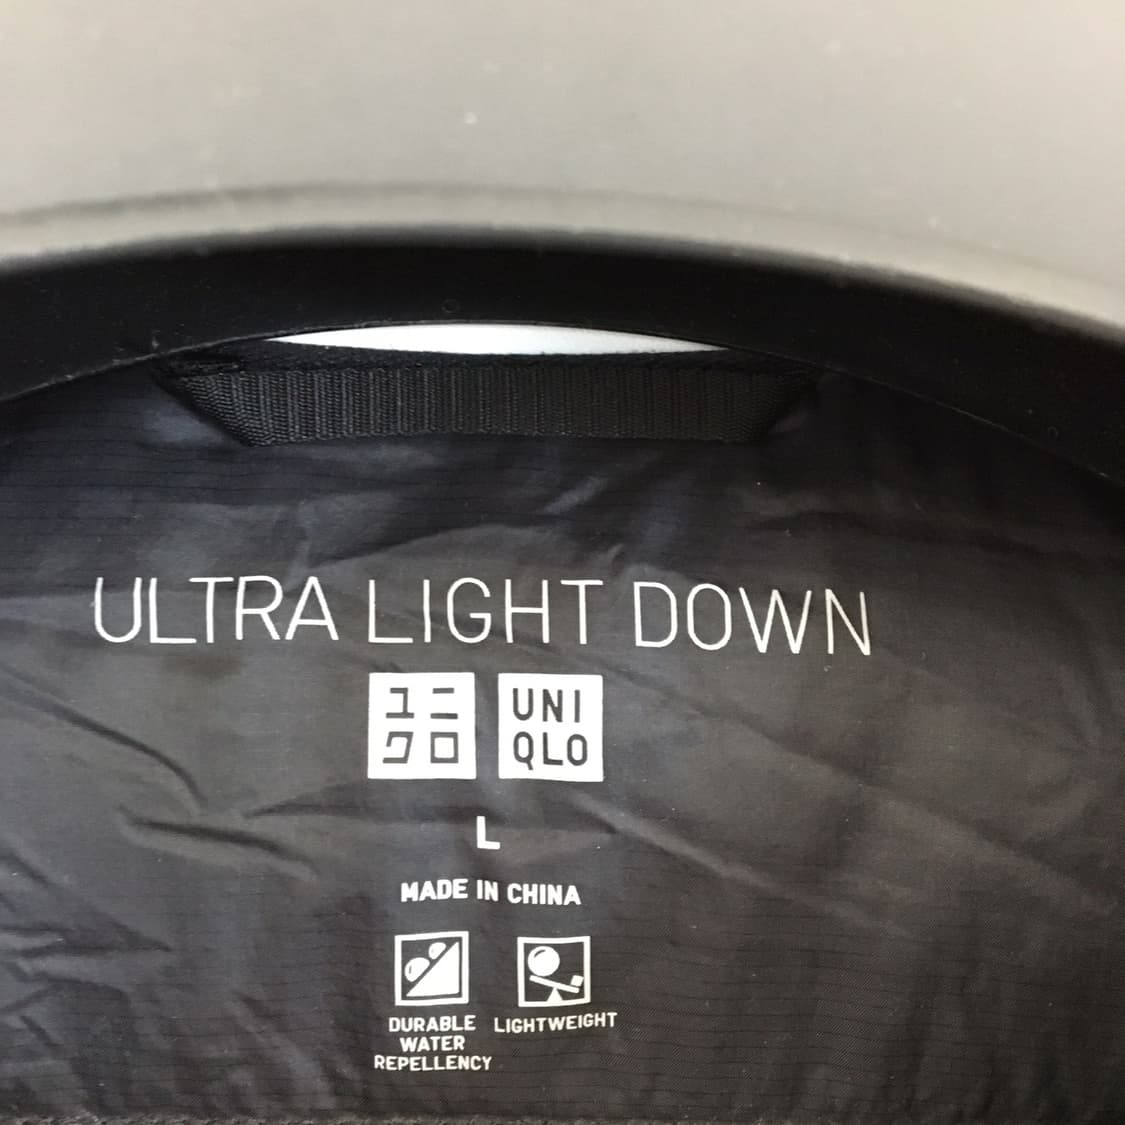 ULTRA LIGHT DOWN
ユニ UNI
クロ QLO
L
MADE IN CHINA
DURABLE LIGHTWEIGHT
WATER
REPELLENCY